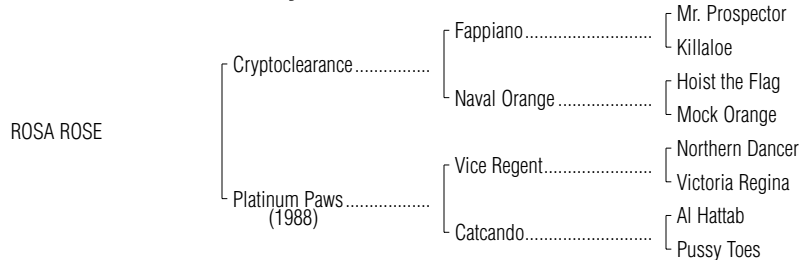 Mr. Prospector
Fappiano..............................
Killaloe
Cryptoclearance .................
Hoist the Flag
Naval Orange ......................
Mock Orange
ROSA ROSE
Northern Dancer
Vice Regent.........................
Victoria Regina
Platinum Paws ...................
(1988)
Al Hattab
Catcando.............................
Pussy Toes